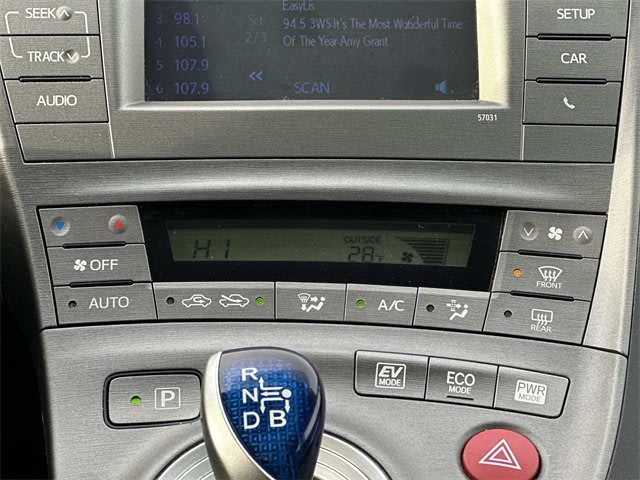 SEEK
TRACK
AUDIO
3 98.1
4 105.1
5 107.9
6 107.9
Scl
2/3
EasyLis
94.5 3WS It's The Most Wonderful Time
Of The Year Amy Grant
SCAN
SETUP
CAR
57031
OFF
AUTO
HI
OUTSIDE
28°F
A/C
FRONT
REAR
P
R
N
D B
EV
MODE
ECO
MODE
PWR
MODE